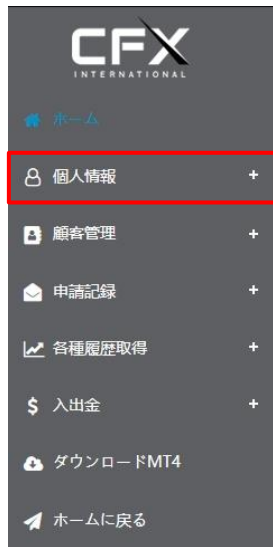 CFX
INTERNATIONAL
ホーム
個人情報 +
顧客管理 +
申請記録 +
各種履歴取得 +
入出金 +
ダウンロードMT4
ホームに戻る